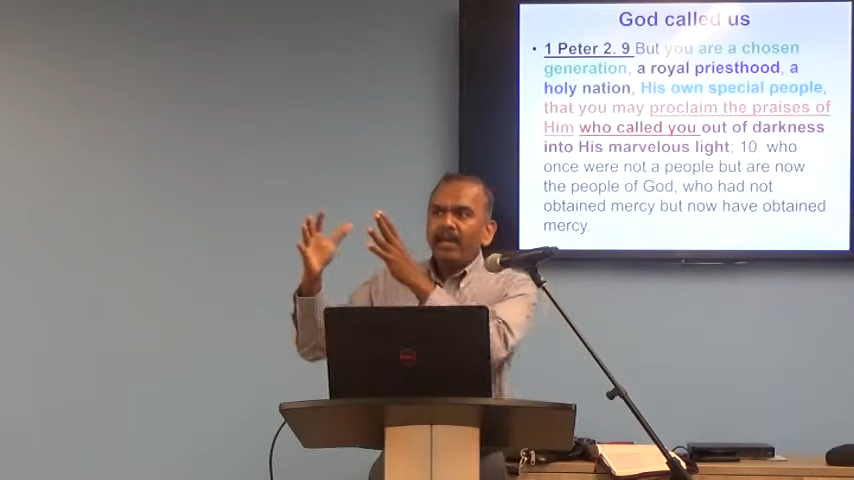 God called us
• 1 Peter 2. 9 But you are a chosen
generation, a royal priesthood, a
holy nation, His own special people,
that you may proclaim the praises of
Him who called you out of darkness
into His marvelous light; 10 who
once were not a people but are now
the people of God, who had not
obtained mercy but now have obtained
mercy.
DELL